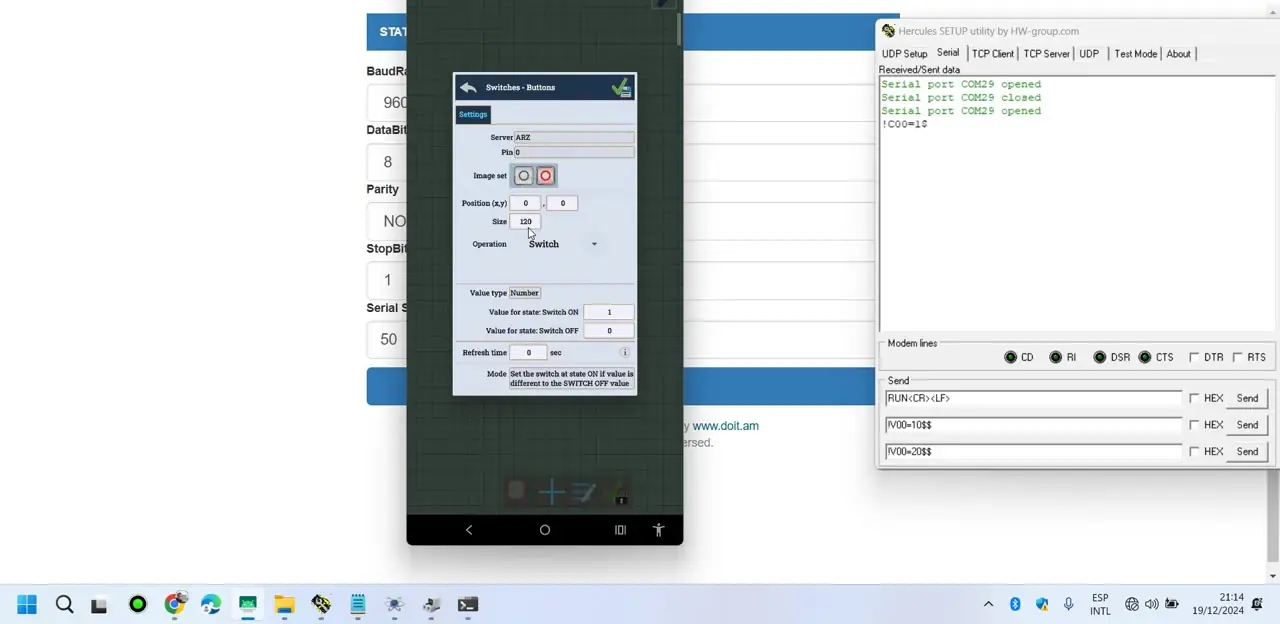 STAT
BaudRa
960
DataBit
8
Parity
NO
StopBit
1
Serial S
50
y www.doit.am
ersed.
Switches - Buttons
Settings
Server ARZ
Pin 0
Image set
Position (x,y) 0 , 0
Size 120
Operation Switch
Value type Number
Value for state: Switch ON 1
Value for state: Switch OFF 0
Refresh time 0 sec i
Mode Set the switch at state ON if value is
different to the SWITCH OFF value
Hercules SETUP utility by HW-group.com
UDP Setup Serial TCP Client TCP Server UDP Test Mode About
Received/Sent data
Serial port COM29 opened
Serial port COM29 closed
Serial port COM29 opened
!C00=1$
Modem lines
CD RI DSR CTS DTR RTS
Send
RUN<CR><LF> HEX Send
!V00=10$$ HEX Send
!V00=20$$ HEX Send
ESP
INTL
21:14
19/12/2024